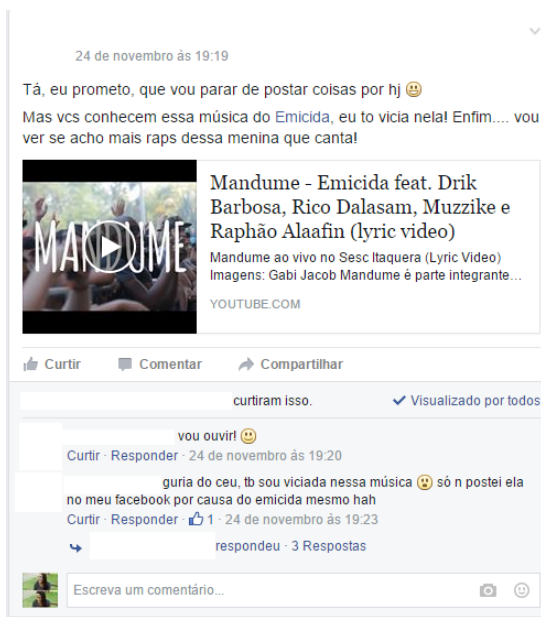 24 de novembro às 19:19
Tá, eu prometo, que vou parar de postar coisas por hj 😬
Mas vcs conhecem essa música do Emicida, eu to vicia nela! Enfim.... vou
ver se acho mais raps dessa menina que canta!
MANDUME
Mandume - Emicida feat. Drik
Barbosa, Rico Dalasam, Muzzike e
Raphão Alaafin (lyric video)
Mandume ao vivo no Sesc Itaquera (Lyric Video)
Imagens: Gabi Jacob Mandume é parte integrante...
YOUTUBE.COM
Curtir Comentar Compartilhar
curtiram isso. Visualizado por todos
vou ouvir! 🙂
Curtir · Responder · 24 de novembro às 19:20
guria do ceu, tb sou viciada nessa música 😮 só n postei ela
no meu facebook por causa do emicida mesmo hah
Curtir · Responder · 1 · 24 de novembro às 19:23
respondeu · 3 Respostas
Escreva um comentário...